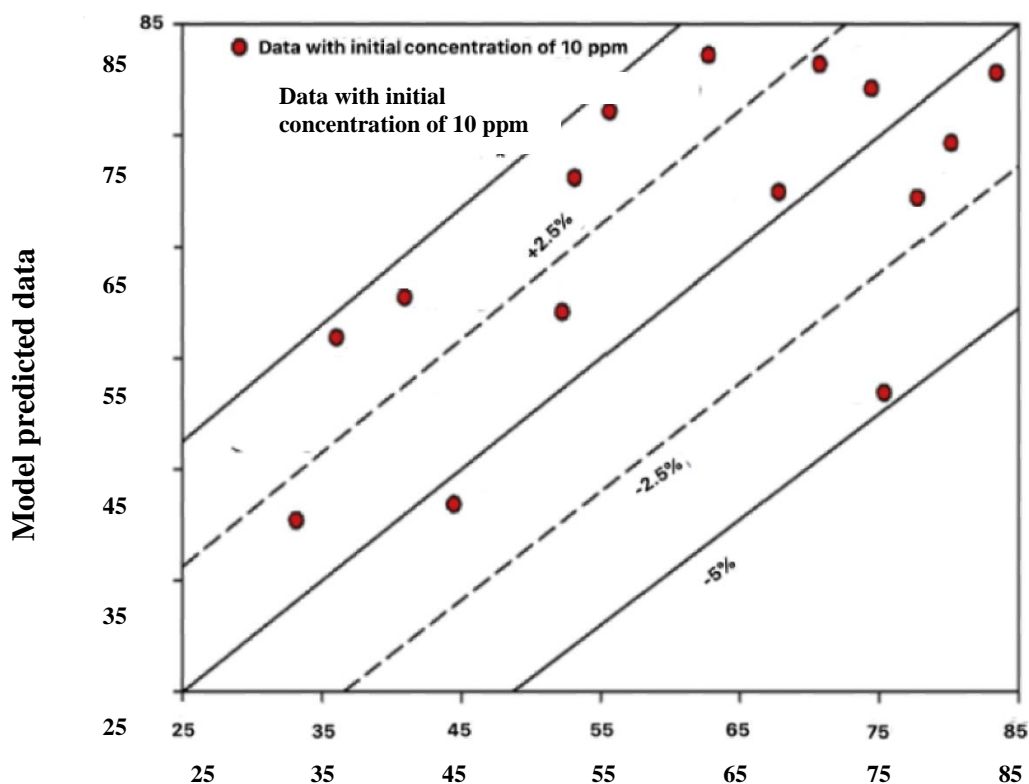 85
Data with initial concentration of 10 ppm
85
Data with initial
concentration of 10 ppm
75
+2.5%
65
Model predicted data
55
-2.5%
45
-5%
35
25
25 35 45 55 65 75 85
25 35 45 55 65 75 85